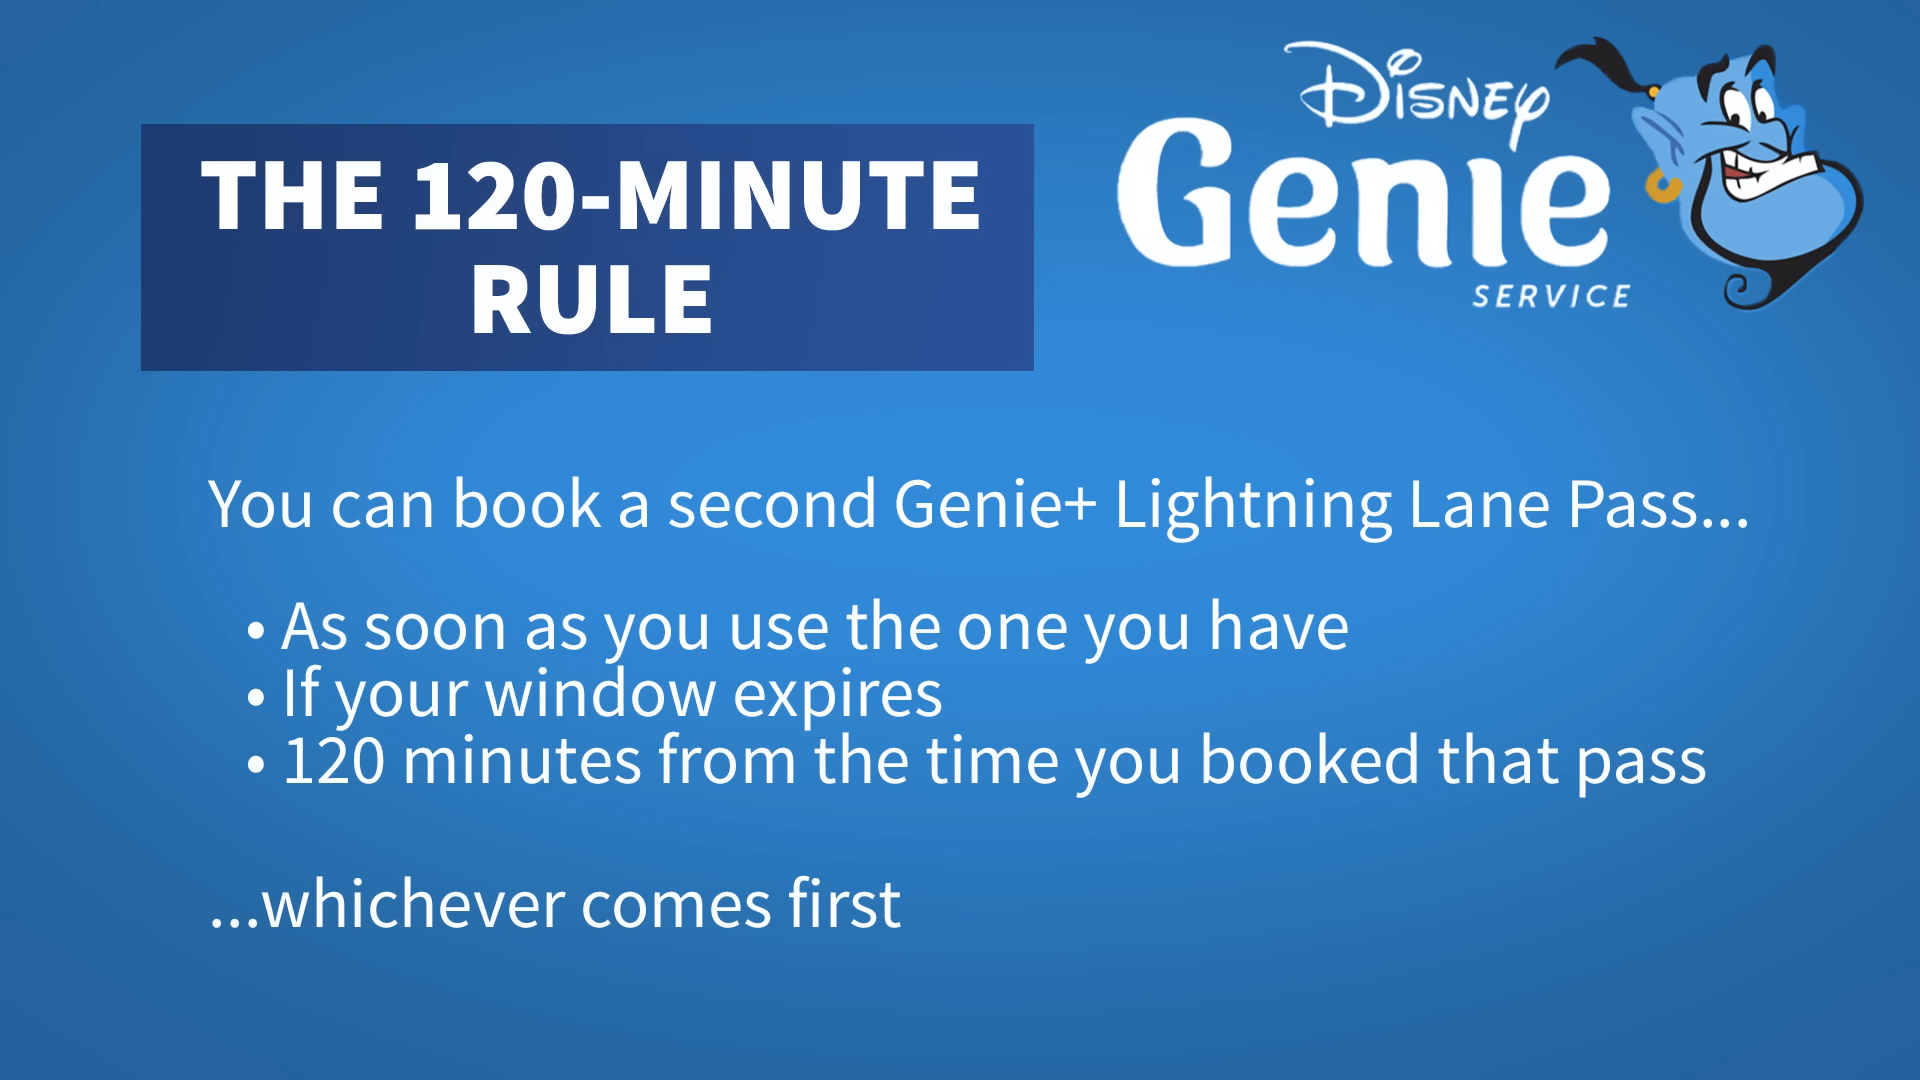 THE 120-MINUTE
RULE
Disney
Genie
SERVICE
You can book a second Genie+ Lightning Lane Pass...
• As soon as you use the one you have
• If your window expires
• 120 minutes from the time you booked that pass
...whichever comes first